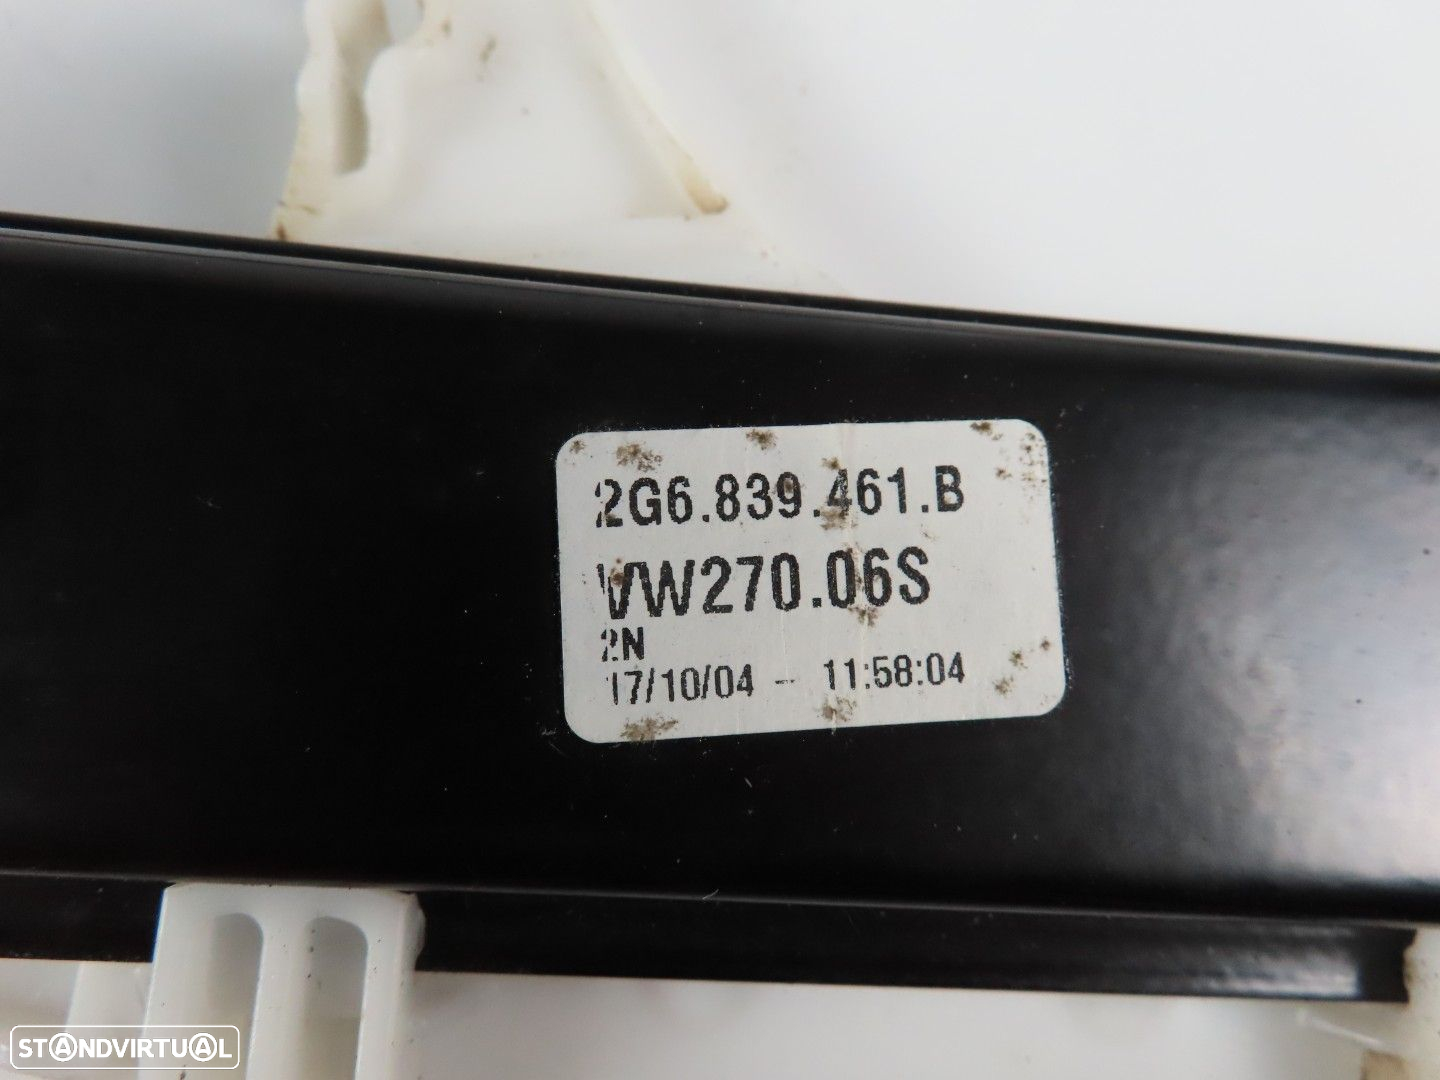 2G6.839.461.B
VW270.06S
2N
17/10/04 - 11:58:04
STANDVIRTUAL